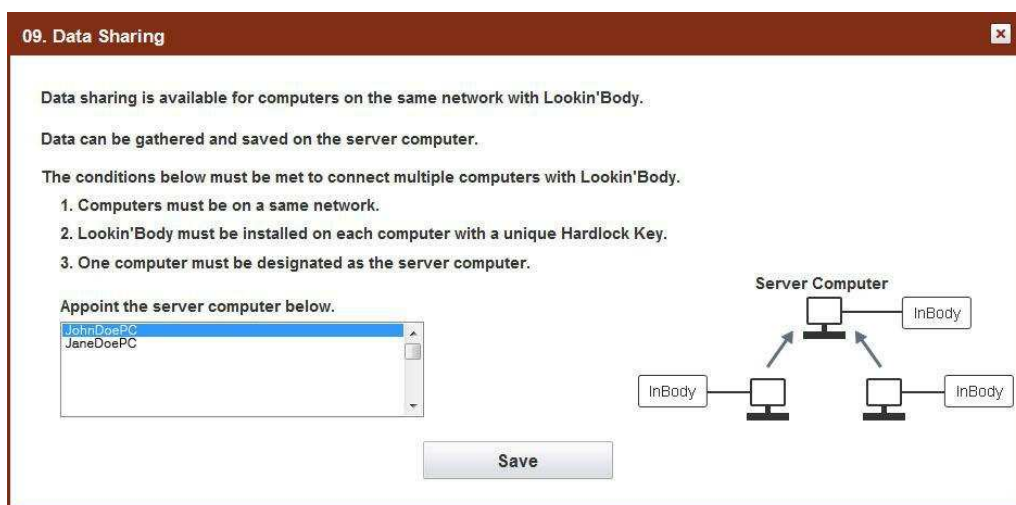 09. Data Sharing
Data sharing is available for computers on the same network with Lookin'Body.
Data can be gathered and saved on the server computer.
The conditions below must be met to connect multiple computers with Lookin'Body.
1. Computers must be on a same network.
2. Lookin'Body must be installed on each computer with a unique Hardlock Key.
3. One computer must be designated as the server computer.
Appoint the server computer below.
JohnDoePC
JaneDoePC
Server Computer
InBody
InBody
InBody
Save